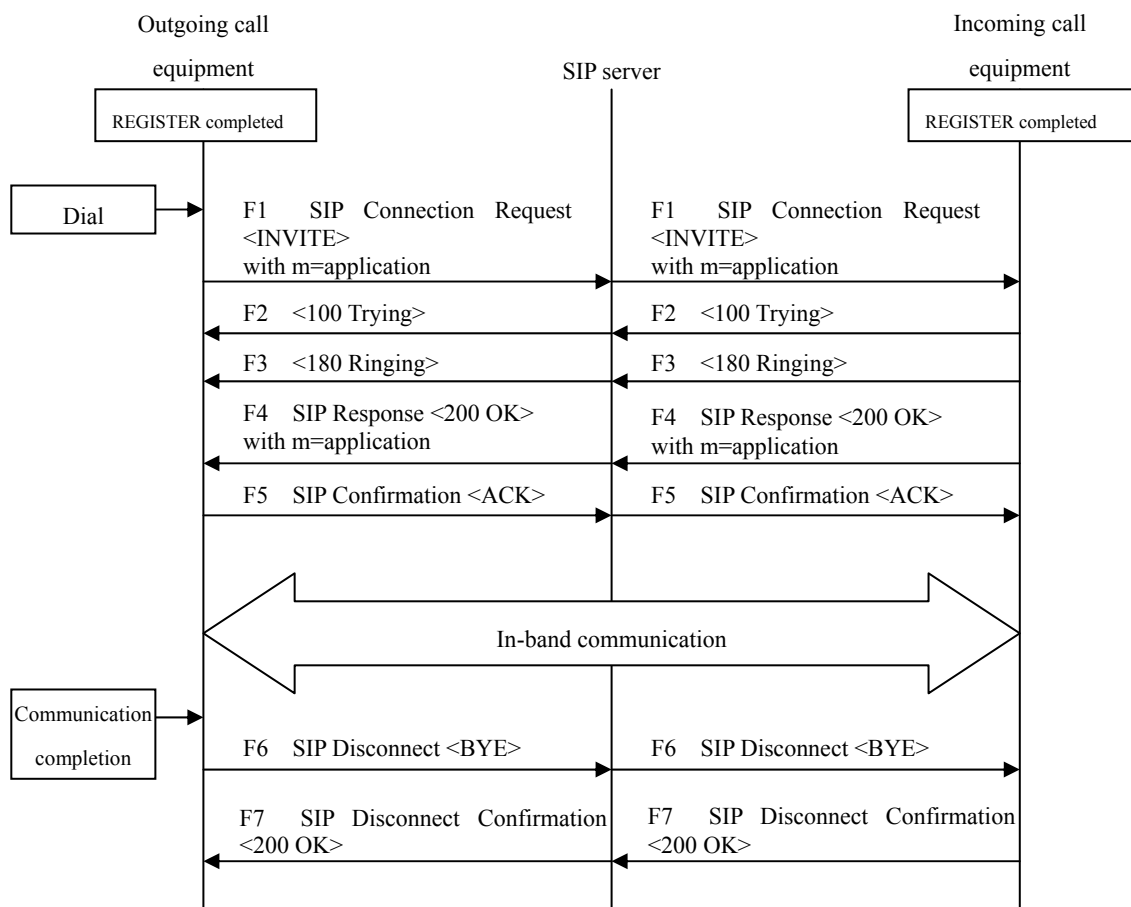 Outgoing call
equipment
SIP server
Incoming call
equipment
REGISTER completed
REGISTER completed
Dial
F1 SIP Connection Request
<INVITE>
with m=application
F1 SIP Connection Request
<INVITE>
with m=application
F2 <100 Trying>
F2 <100 Trying>
F3 <180 Ringing>
F3 <180 Ringing>
F4 SIP Response <200 OK>
with m=application
F4 SIP Response <200 OK>
with m=application
F5 SIP Confirmation <ACK>
F5 SIP Confirmation <ACK>
In-band communication
Communication
completion
F6 SIP Disconnect <BYE>
F6 SIP Disconnect <BYE>
F7 SIP Disconnect Confirmation
<200 OK>
F7 SIP Disconnect Confirmation
<200 OK>